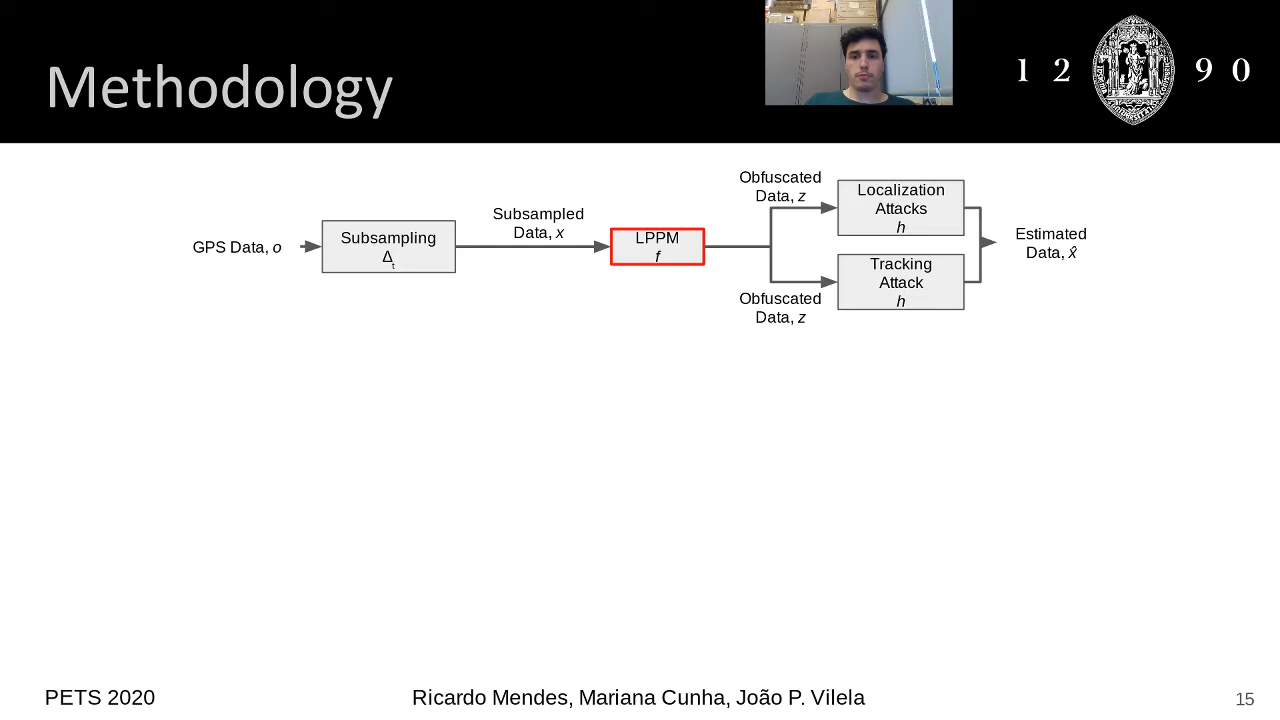 Methodology
1 2 9 0
GPS Data, o
Subsampling
Δt
Subsampled
Data, x
LPPM
f
Obfuscated
Data, z
Obfuscated
Data, z
Localization
Attacks
h
Tracking
Attack
h
Estimated
Data, x̂
PETS 2020
Ricardo Mendes, Mariana Cunha, João P. Vilela
15